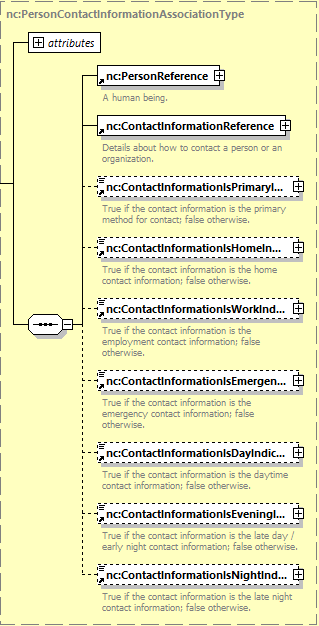 nc:PersonContactInformationAssociationType
attributes
nc:PersonReference
A human being.
nc:ContactInformationReference
Details about how to contact a person or an
organization.
nc:ContactInformationIsPrimaryI...
True if the contact information is the primary
method for contact; false otherwise.
nc:ContactInformationIsHomeIn...
True if the contact information is the home
contact information; false otherwise.
nc:ContactInformationIsWorkInd...
True if the contact information is the
employment contact information; false
otherwise.
nc:ContactInformationIsEmergen...
True if the contact information is the
emergency contact information; false
otherwise.
nc:ContactInformationIsDayIndic...
True if the contact information is the daytime
contact information; false otherwise.
nc:ContactInformationIsEveningI...
True if the contact information is the late day /
early night contact information; false otherwise.
nc:ContactInformationIsNightInd...
True if the contact information is the late night
contact information; false otherwise.